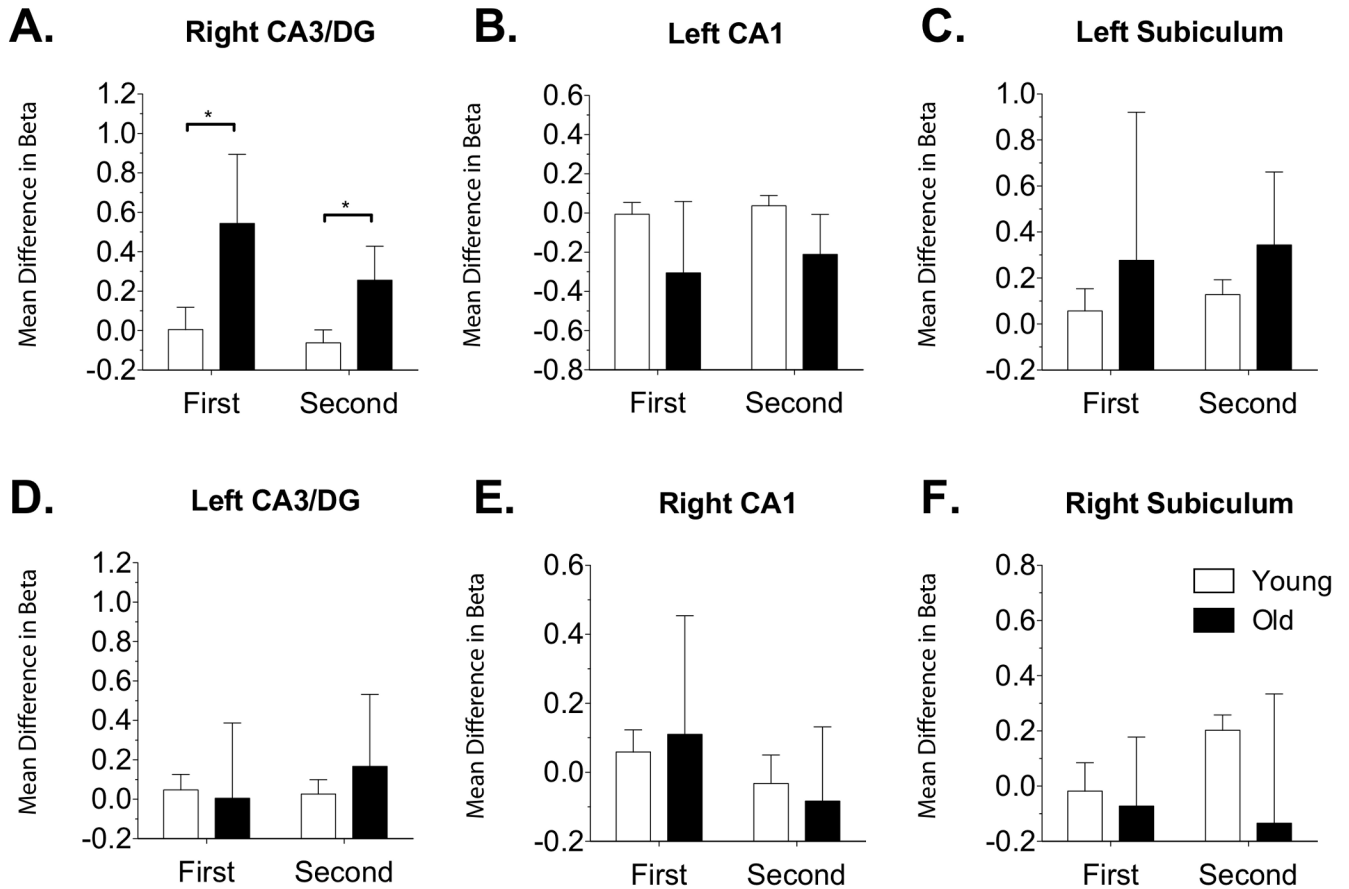 A.
Right CA3/DG
Mean Difference in Beta
1.2
1.0
0.8
0.6
0.4
0.2
0.0
-0.2
*
*
First Second
B.
Left CA1
Mean Difference in Beta
0.6
0.4
0.2
0.0
-0.2
-0.4
-0.6
-0.8
First Second
C.
Left Subiculum
Mean Difference in Beta
1.0
0.8
0.6
0.4
0.2
0.0
-0.2
First Second
D.
Left CA3/DG
Mean Difference in Beta
1.2
1.0
0.8
0.6
0.4
0.2
0.0
-0.2
First Second
E.
Right CA1
Mean Difference in Beta
0.6
0.4
0.2
0.0
-0.2
First Second
F.
Right Subiculum
Mean Difference in Beta
0.8
0.6
0.4
0.2
0.0
-0.2
Young
Old
First Second